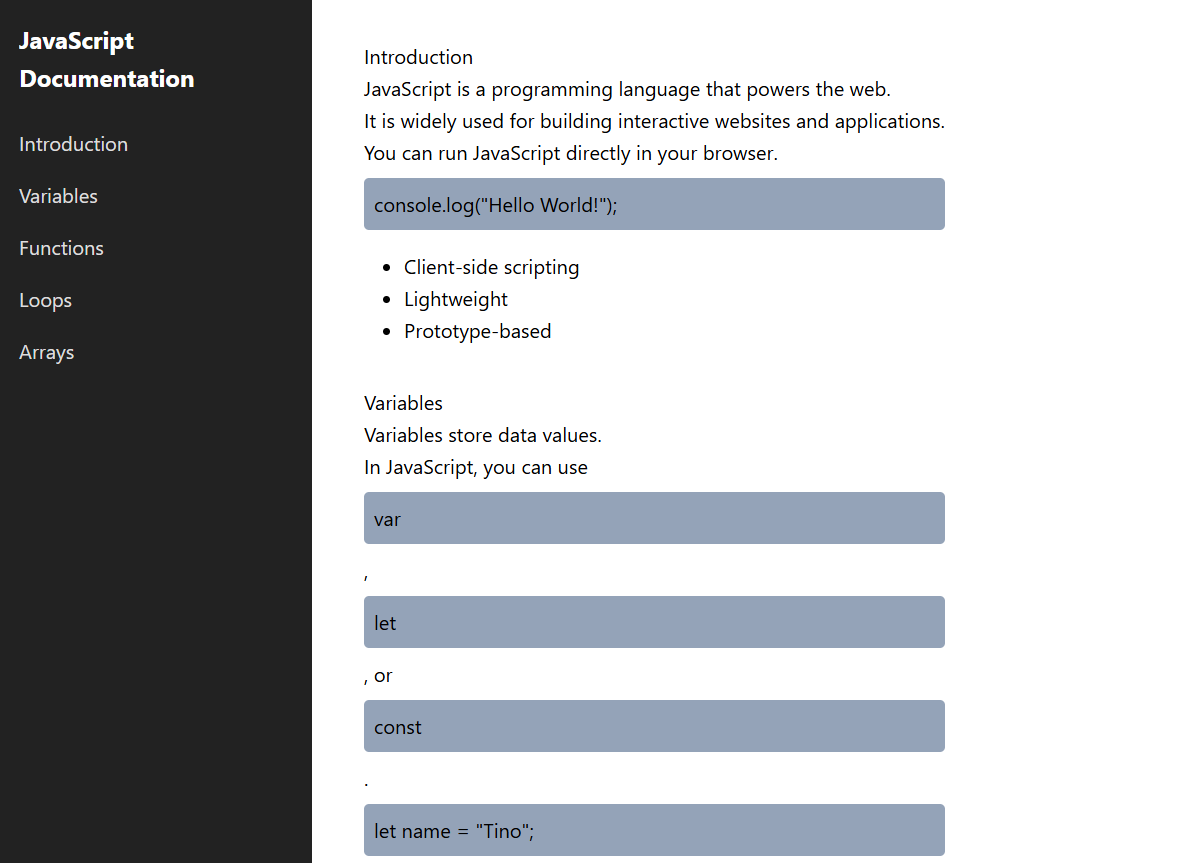 JavaScript
Documentation
Introduction
Variables
Functions
Loops
Arrays
Introduction
JavaScript is a programming language that powers the web.
It is widely used for building interactive websites and applications.
You can run JavaScript directly in your browser.
console.log("Hello World!");
• Client-side scripting
• Lightweight
• Prototype-based
Variables
Variables store data values.
In JavaScript, you can use
var
,
let
, or
const
.
let name = "Tino";